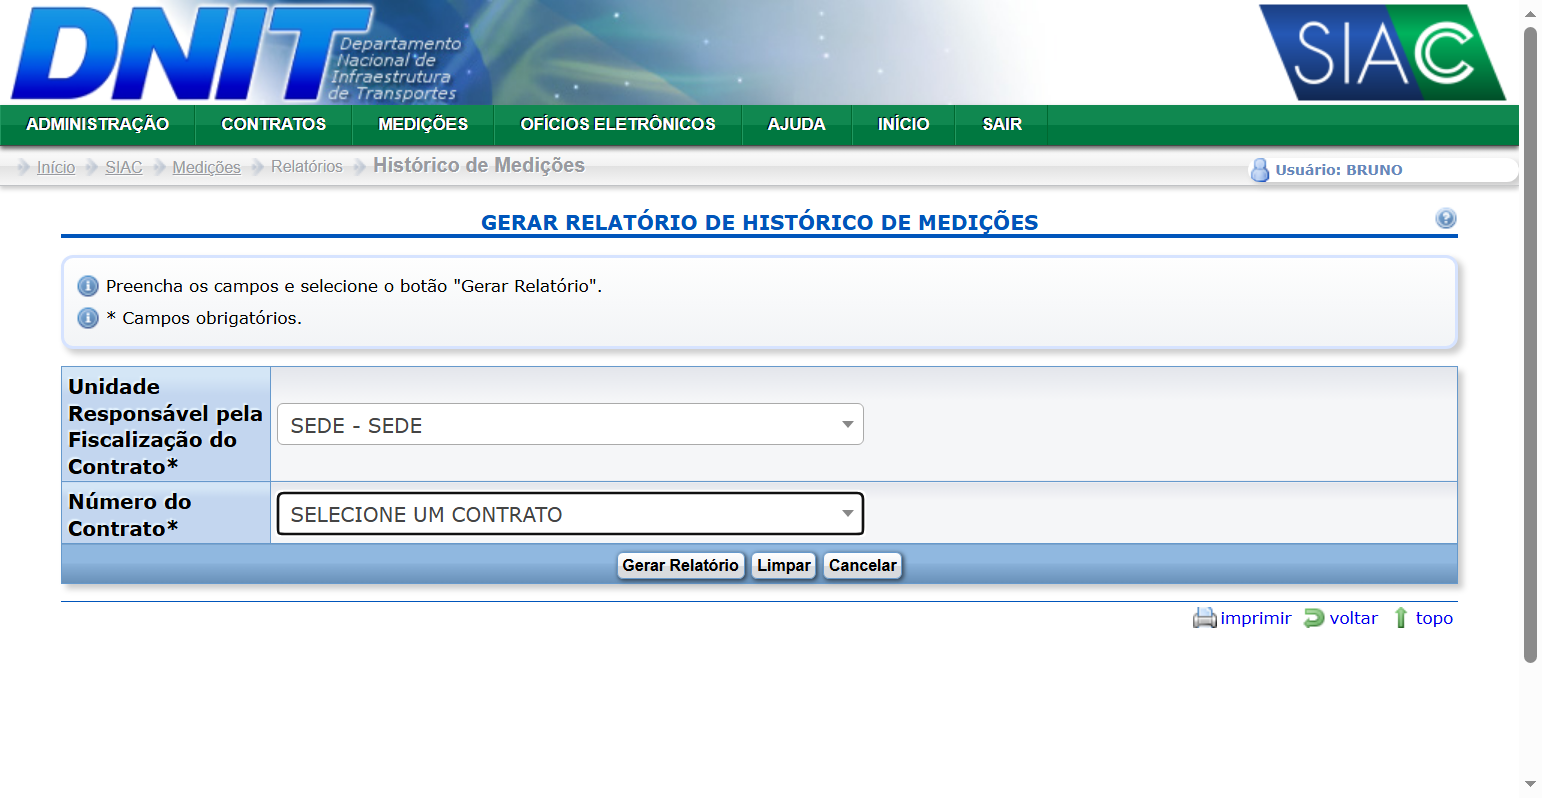 DNIT
Departamento
Nacional de
Infraestrutura
de Transportes
SIAC
ADMINISTRAÇÃO CONTRATOS MEDIÇÕES OFÍCIOS ELETRÔNICOS AJUDA INÍCIO SAIR
Início SIAC Medições Relatórios Histórico de Medições
Usuário: BRUNO
GERAR RELATÓRIO DE HISTÓRICO DE MEDIÇÕES
Preencha os campos e selecione o botão "Gerar Relatório".
* Campos obrigatórios.
Unidade
Responsável pela
Fiscalização do
Contrato*
SEDE - SEDE
Número do
Contrato*
SELECIONE UM CONTRATO
Gerar Relatório Limpar Cancelar
imprimir voltar topo